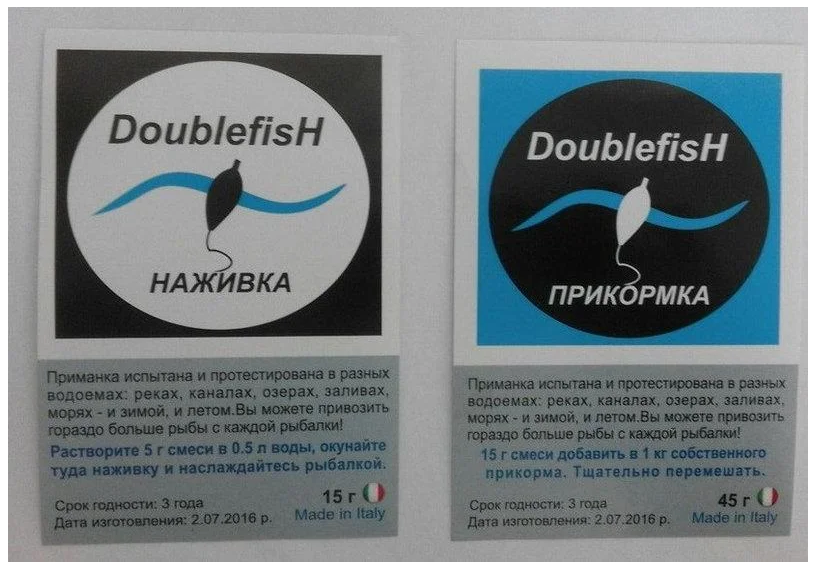 DoublefisH
НАЖИВКА
Приманка испытана и протестирована в разных
водоемах: реках, каналах, озерах, заливах,
морях - и зимой, и летом.Вы можете привозить
гораздо больше рыбы с каждой рыбалки!
Растворите 5 г смеси в 0.5 л воды, окунайте
туда наживку и наслаждайтесь рыбалкой.
15 г
Срок годности: 3 года
Made in Italy
Дата изготовления: 2.07.2016 р.
DoublefisH
ПРИКОРМКА
Приманка испытана и протестирована в разных
водоемах: реках, каналах, озерах, заливах,
морях - и зимой, и летом.Вы можете привозить
гораздо больше рыбы с каждой рыбалки!
15 г смеси добавить в 1 кг собственного
прикорма. Тщательно перемешать.
45 г
Срок годности: 3 года
Made in Italy
Дата изготовления: 2.07.2016 р.